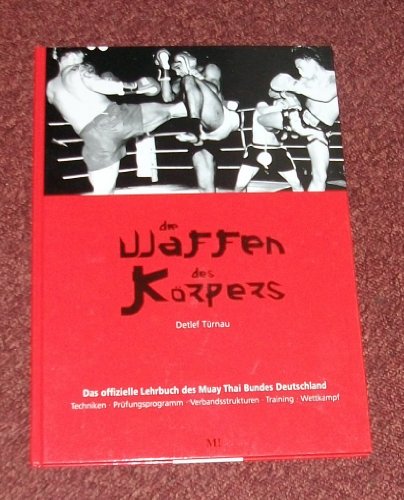 die
Waffen
des
Körpers
Detlef Türnau
Das offizielle Lehrbuch des Muay Thai Bundes Deutschland
Techniken · Prüfungsprogramm · Verbandsstrukturen · Training · Wettkampf
M!